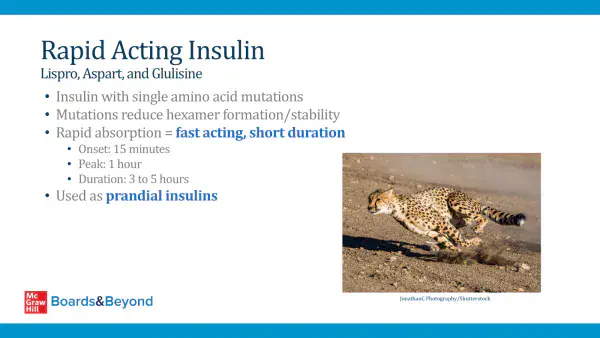 Rapid Acting Insulin
Lispro, Aspart, and Glulisine
• Insulin with single amino acid mutations
• Mutations reduce hexamer formation/stability
• Rapid absorption = fast acting, short duration
• Onset: 15 minutes
• Peak: 1 hour
• Duration: 3 to 5 hours
• Used as prandial insulins
JonathanC Photography/Shutterstock
Mc
Graw
Hill
Boards&Beyond